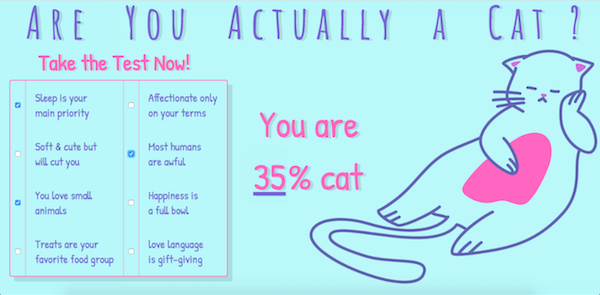 Are You Actually a Cat?
Take the Test Now!
Sleep is your
main priority
Affectionate only
on your terms
Soft & cute but
will cut you
Most humans
are awful
You love small
animals
Happiness is
a full bowl
Treats are your
favorite food group
love language
is gift-giving
You are
35% cat